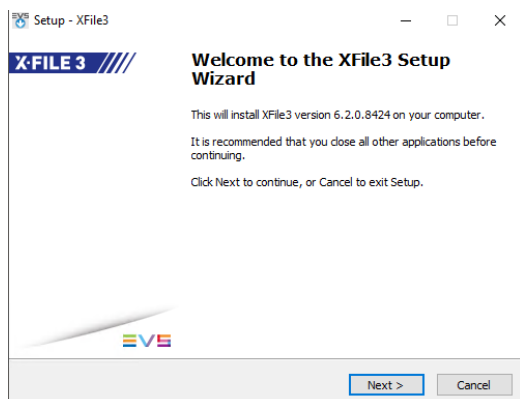 Setup - XFile3
X·FILE 3
Welcome to the XFile3 Setup
Wizard
This will install XFile3 version 6.2.0.8424 on your computer.
It is recommended that you close all other applications before
continuing.
Click Next to continue, or Cancel to exit Setup.
EVS
Next >
Cancel